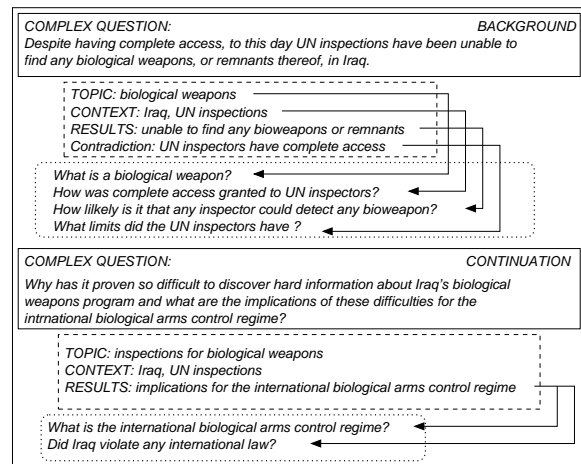 COMPLEX QUESTION: BACKGROUND
Despite having complete access, to this day UN inspections have been unable to
find any biological weapons, or remnants thereof, in Iraq.
TOPIC: biological weapons
CONTEXT: Iraq, UN inspections
RESULTS: unable to find any bioweapons or remnants
Contradiction: UN inspectors have complete access
What is a biological weapon?
How was complete access granted to UN inspectors?
How lilkely is it that any inspector could detect any bioweapon?
What limits did the UN inspectors have ?
COMPLEX QUESTION: CONTINUATION
Why has it proven so difficult to discover hard information about Iraq's biological
weapons program and what are the implications of these difficulties for the
intrnational biological arms control regime?
TOPIC: inspections for biological weapons
CONTEXT: Iraq, UN inspections
RESULTS: implications for the international biological arms control regime
What is the international biological arms control regime?
Did Iraq violate any international law?